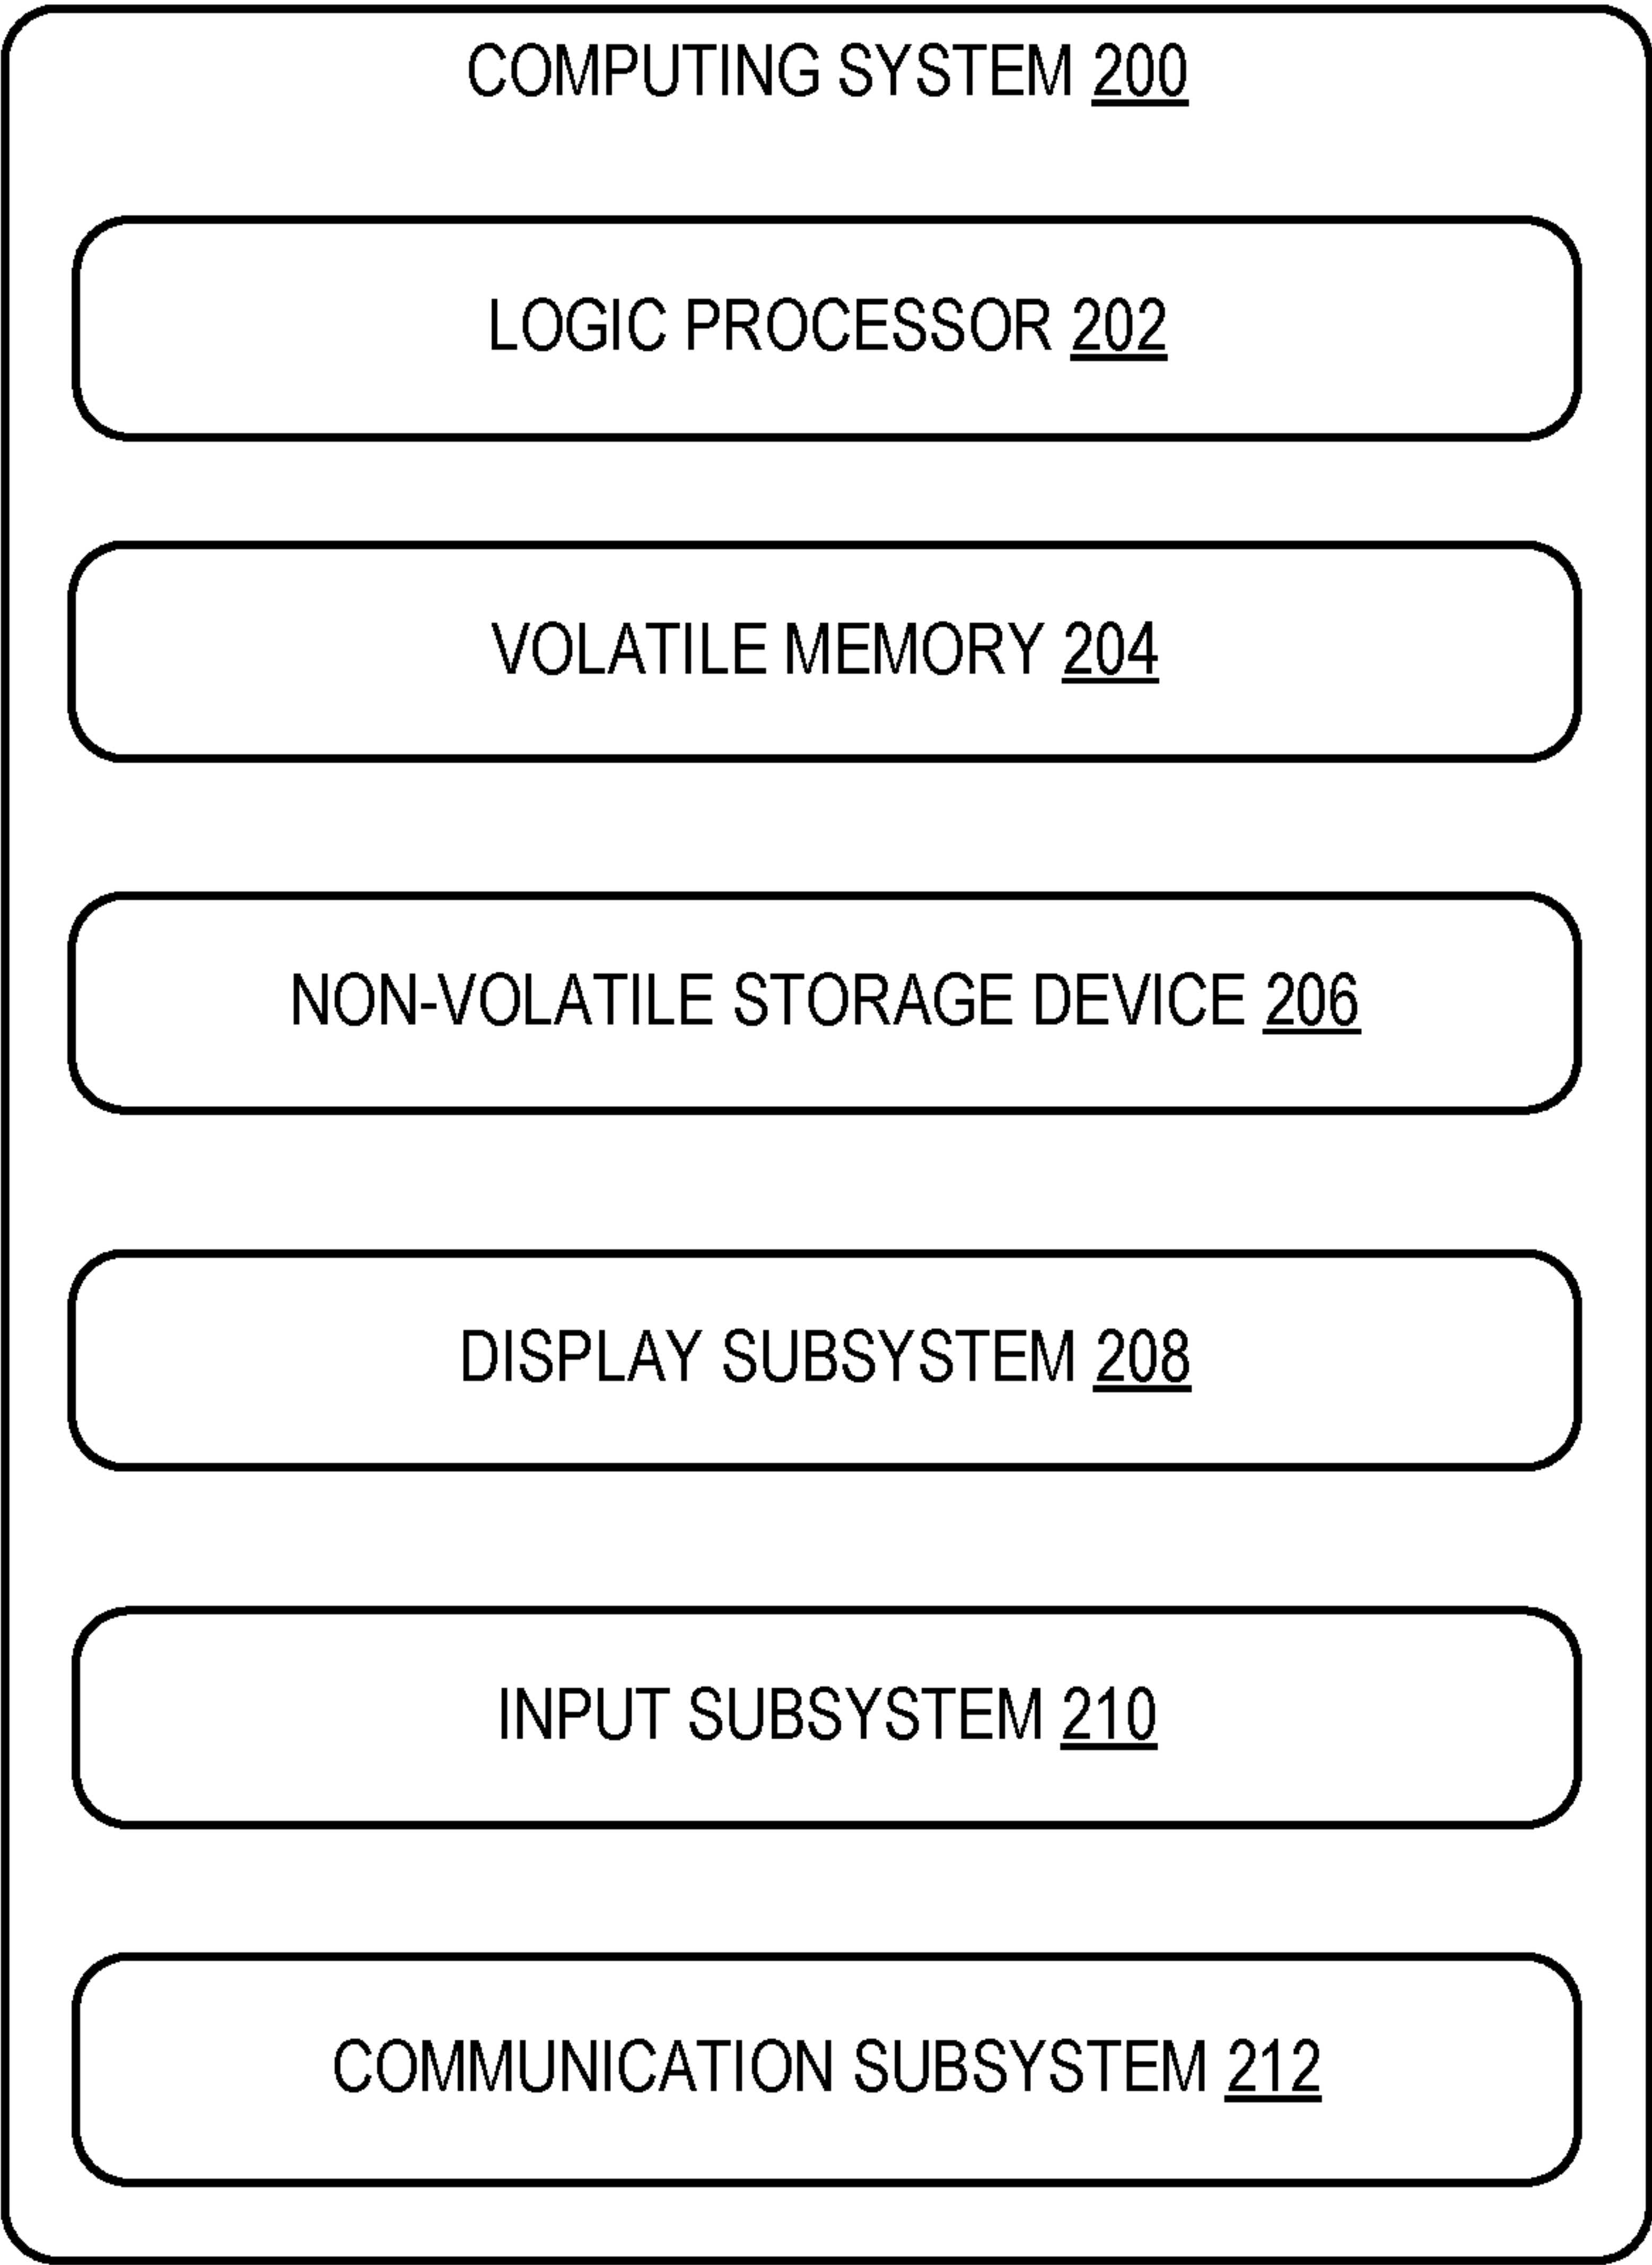 COMPUTING SYSTEM 200
LOGIC PROCESSOR 202
VOLATILE MEMORY 204
NON-VOLATILE STORAGE DEVICE 206
DISPLAY SUBSYSTEM 208
INPUT SUBSYSTEM 210
COMMUNICATION SUBSYSTEM 212